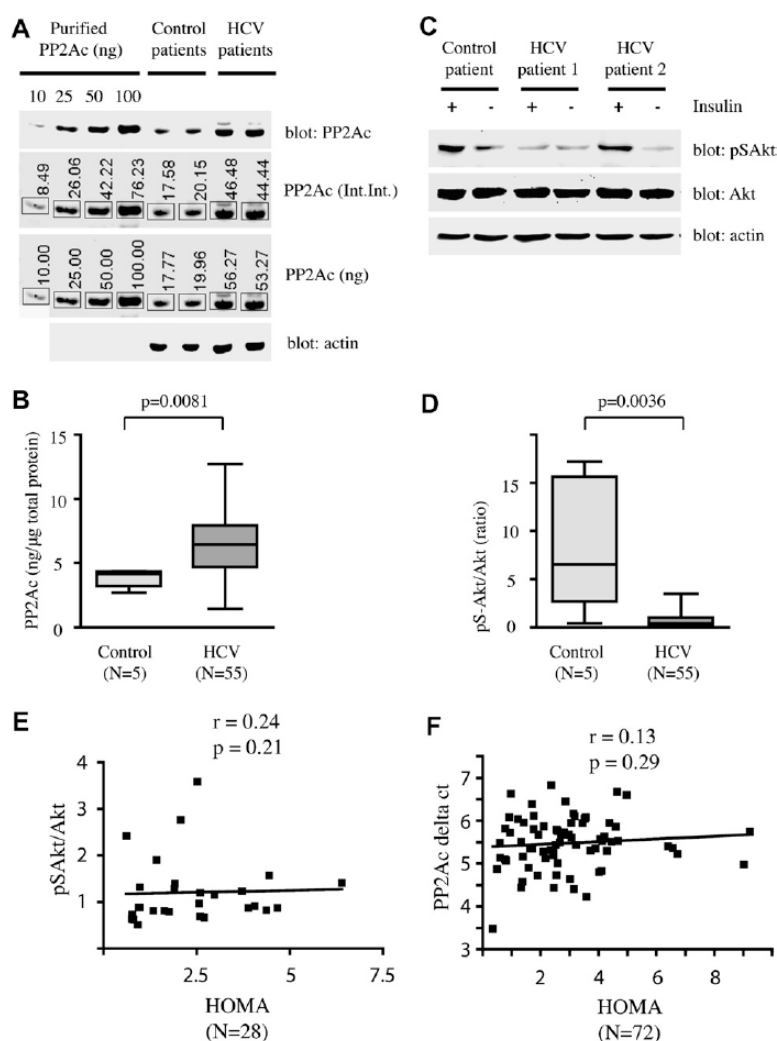 A
Purified
PP2Ac (ng)
Control
patients
HCV
patients
10 25 50 100
blot: PP2Ac
8.49 26.06 42.22 76.23 17.58 20.15 46.48 44.44
PP2Ac (Int.Int.)
10.00 25.00 50.00 100.00 17.77 19.96 56.27 53.27
PP2Ac (ng)
blot: actin
C
Control
patient
HCV
patient 1
HCV
patient 2
+ - + - + - Insulin
blot: pSAkt
blot: Akt
blot: actin
B
p=0.0081
PP2Ac (ng/μg total protein)
15
10
5
0
Control
(N=5)
HCV
(N=55)
D
p=0.0036
pS-Akt/Akt (ratio)
15
10
5
0
Control
(N=5)
HCV
(N=55)
E
r = 0.24
p = 0.21
pSAkt/Akt
4
3
2
1
2.5 5 7.5
HOMA
(N=28)
F
r = 0.13
p = 0.29
PP2Ac delta ct
7
6
5
4
3
0 2 4 6 8
HOMA
(N=72)